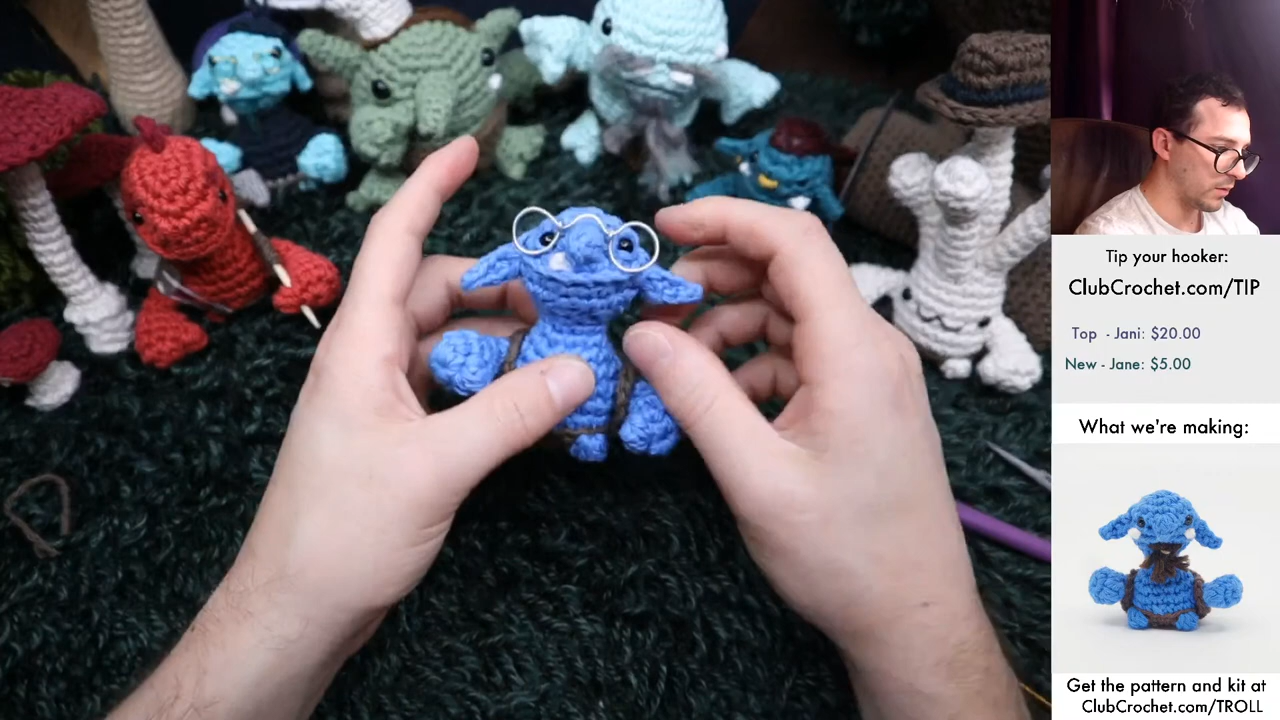 Tip your hooker:
ClubCrochet.com/TIP
Top - Jani: $20.00
New - Jane: $5.00
What we're making:
Get the pattern and kit at
ClubCrochet.com/TROLL